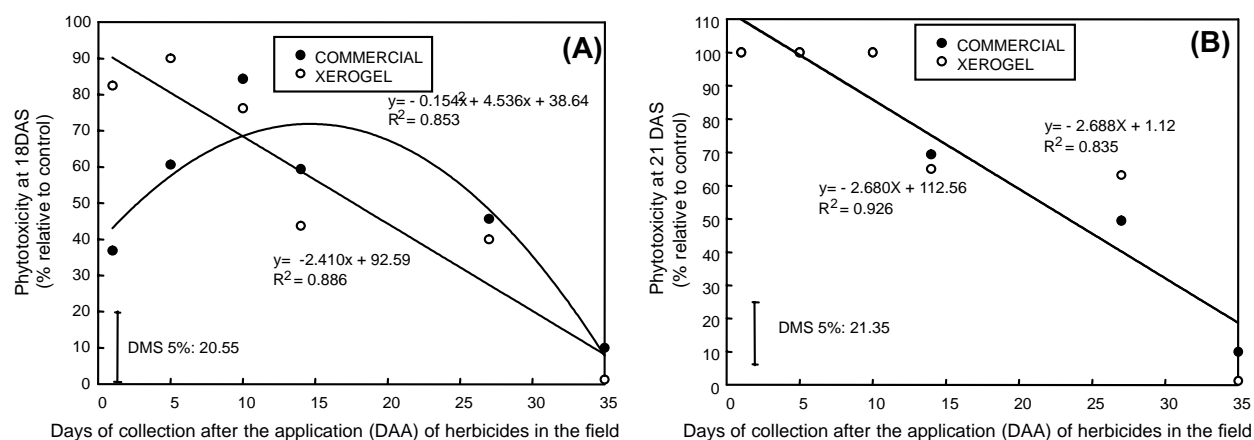 Phytotoxicity at 18DAS
(% relative to control)
100
90
80
70
60
50
40
30
20
10
0
(A)
COMMERCIAL
XEROGEL
y= - 0.154x2 + 4.536x + 38.64
R2 = 0.853
y= -2.410x + 92.59
R2 = 0.886
DMS 5%: 20.55
0 5 10 15 20 25 30 35
Days of collection after the application (DAA) of herbicides in the field
Phytotoxicity at 21 DAS
(% relative to control)
110
100
90
80
70
60
50
40
30
20
10
0
(B)
COMMERCIAL
XEROGEL
y= - 2.688X + 1.12
R2 = 0.835
y= - 2.680X + 112.56
R2 = 0.926
DMS 5%: 21.35
0 5 10 15 20 25 30 35
Days of collection after the application (DAA) of herbicides in the field